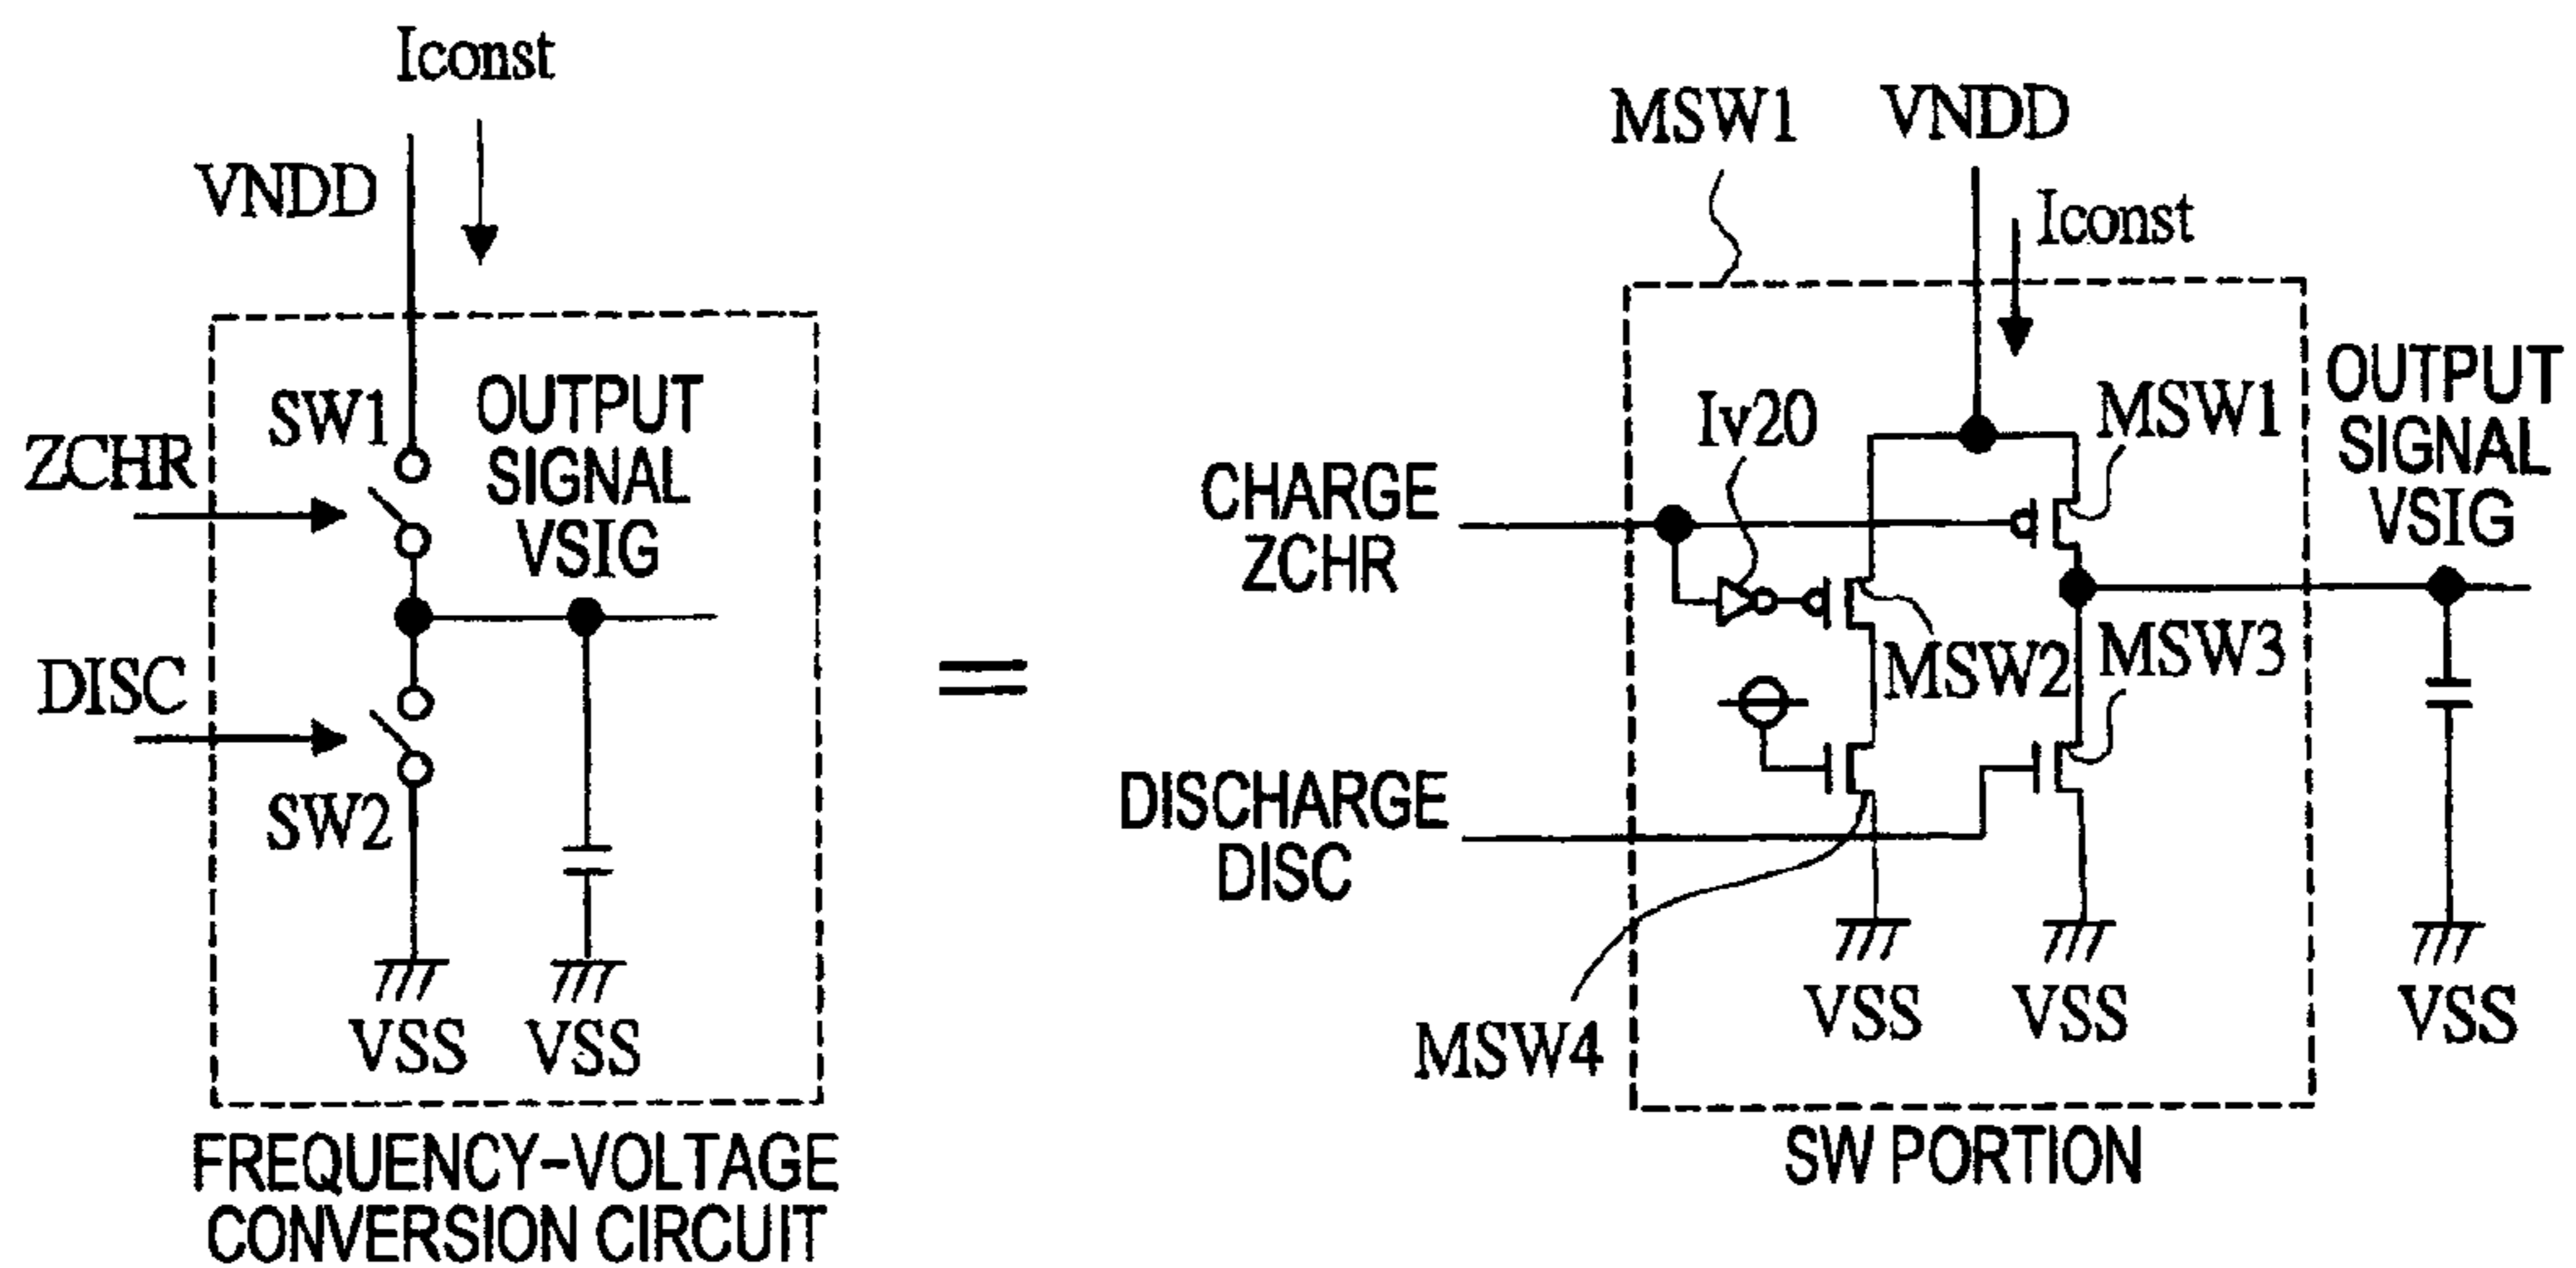 Iconst
VNDD
SW1
OUTPUT
SIGNAL
VSIG
ZCHR
DISC
SW2
VSS
VSS
FREQUENCY-VOLTAGE
CONVERSION CIRCUIT
=
MSW1
VNDD
Iconst
Iv20
MSW1
OUTPUT
SIGNAL
VSIG
CHARGE
ZCHR
MSW2
MSW3
DISCHARGE
DISC
MSW4
VSS
VSS
VSS
SW PORTION